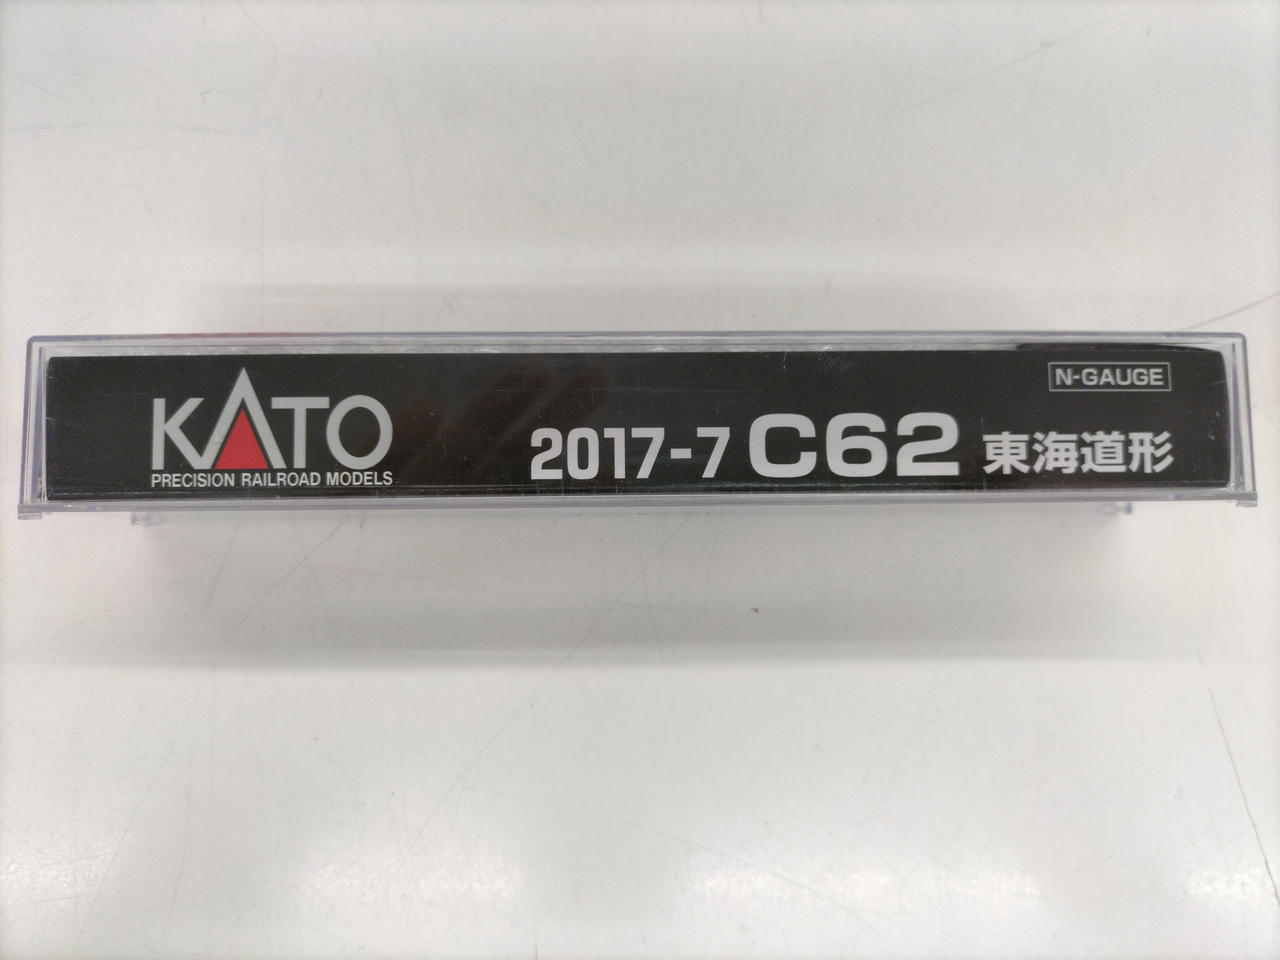 KATO
PRECISION RAILROAD MODELS
N-GAUGE
2017-7 C62 東海道形